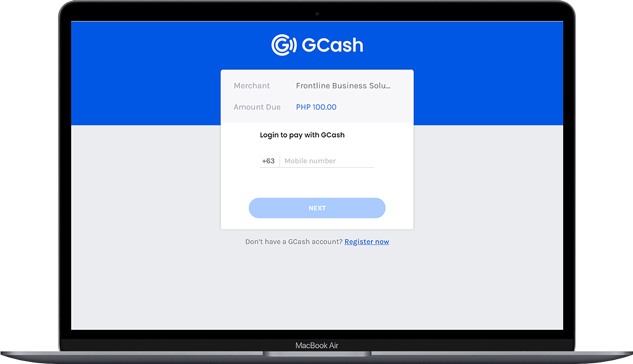 GCash
Merchant Frontline Business Solu...
Amount Due PHP 100.00
Login to pay with GCash
+63 Mobile number
NEXT
Don't have a GCash account? Register now
MacBook Air